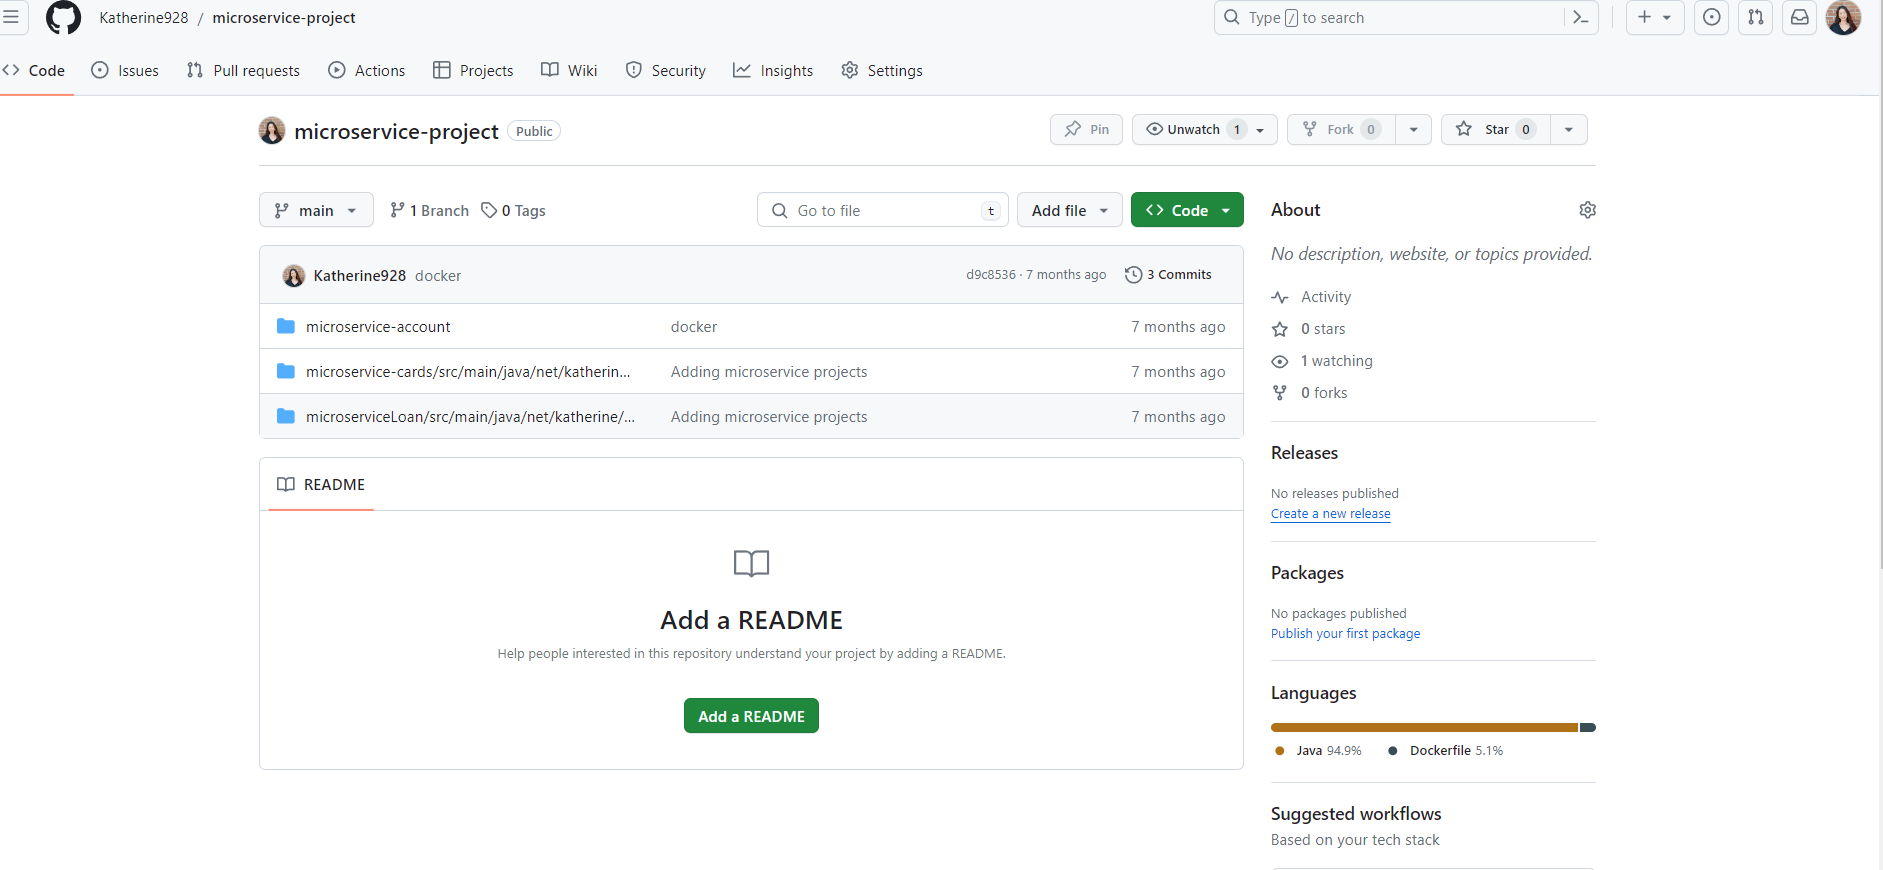 Katherine928 / microservice-project
Type / to search
Code Issues Pull requests Actions Projects Wiki Security Insights Settings
microservice-project Public
Pin Unwatch 1 Fork 0 Star 0
main 1 Branch 0 Tags Go to file t Add file <> Code
Katherine928 docker d9c8536 · 7 months ago 3 Commits
microservice-account docker 7 months ago
microservice-cards/src/main/java/net/katherin... Adding microservice projects 7 months ago
microserviceLoan/src/main/java/net/katherine/... Adding microservice projects 7 months ago
README
Add a README
Help people interested in this repository understand your project by adding a README.
Add a README
About
No description, website, or topics provided.
Activity
0 stars
1 watching
0 forks
Releases
No releases published
Create a new release
Packages
No packages published
Publish your first package
Languages
Java 94.9% Dockerfile 5.1%
Suggested workflows
Based on your tech stack